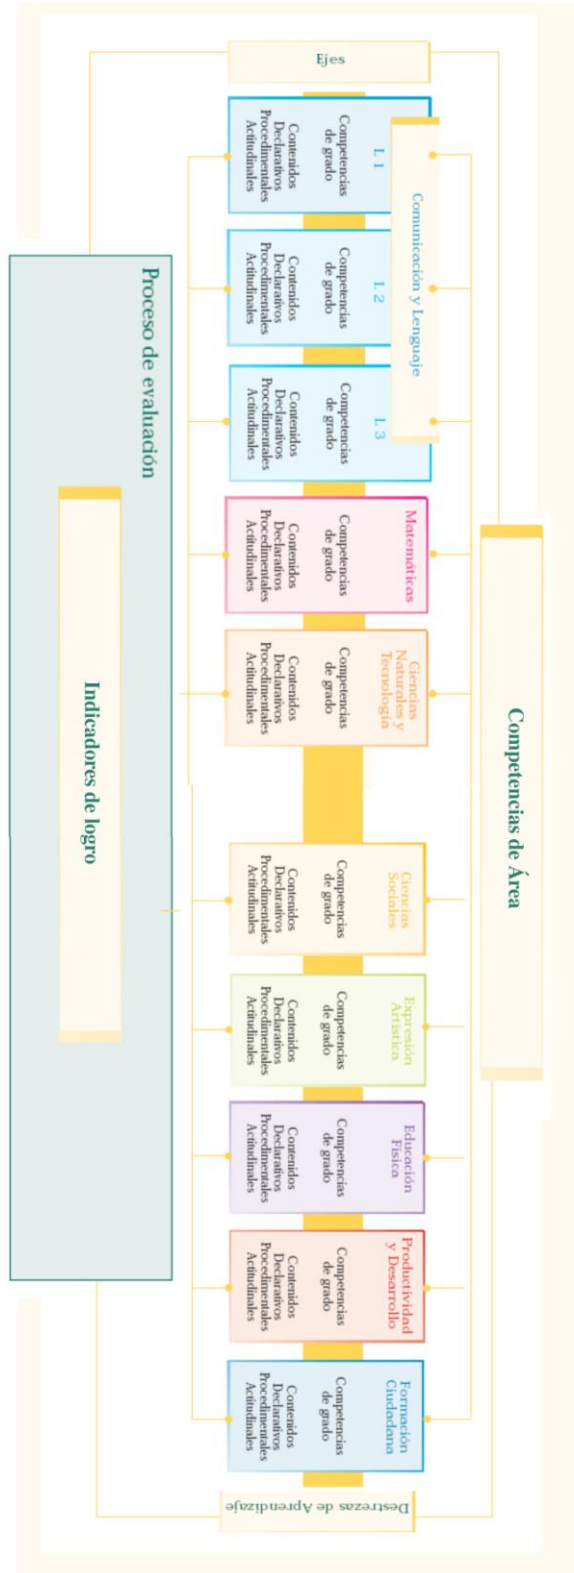 Competencias de Área
Ejes
Comunicación y Lenguaje
L 1
Competencias
de grado
Contenidos
Declarativos
Procedimentales
Actitudinales
L 2
Competencias
de grado
Contenidos
Declarativos
Procedimentales
Actitudinales
L 3
Competencias
de grado
Contenidos
Declarativos
Procedimentales
Actitudinales
Matemáticas
Competencias
de grado
Contenidos
Declarativos
Procedimentales
Actitudinales
Ciencias
Naturales y
Tecnología
Competencias
de grado
Contenidos
Declarativos
Procedimentales
Actitudinales
Ciencias
Sociales
Competencias
de grado
Contenidos
Declarativos
Procedimentales
Actitudinales
Expresión
Artística
Competencias
de grado
Contenidos
Declarativos
Procedimentales
Actitudinales
Educación
Física
Competencias
de grado
Contenidos
Declarativos
Procedimentales
Actitudinales
Productividad
y Desarrollo
Competencias
de grado
Contenidos
Declarativos
Procedimentales
Actitudinales
Formación
Ciudadana
Competencias
de grado
Contenidos
Declarativos
Procedimentales
Actitudinales
Destrezas de Aprendizaje
Proceso de evaluación
Indicadores de logro